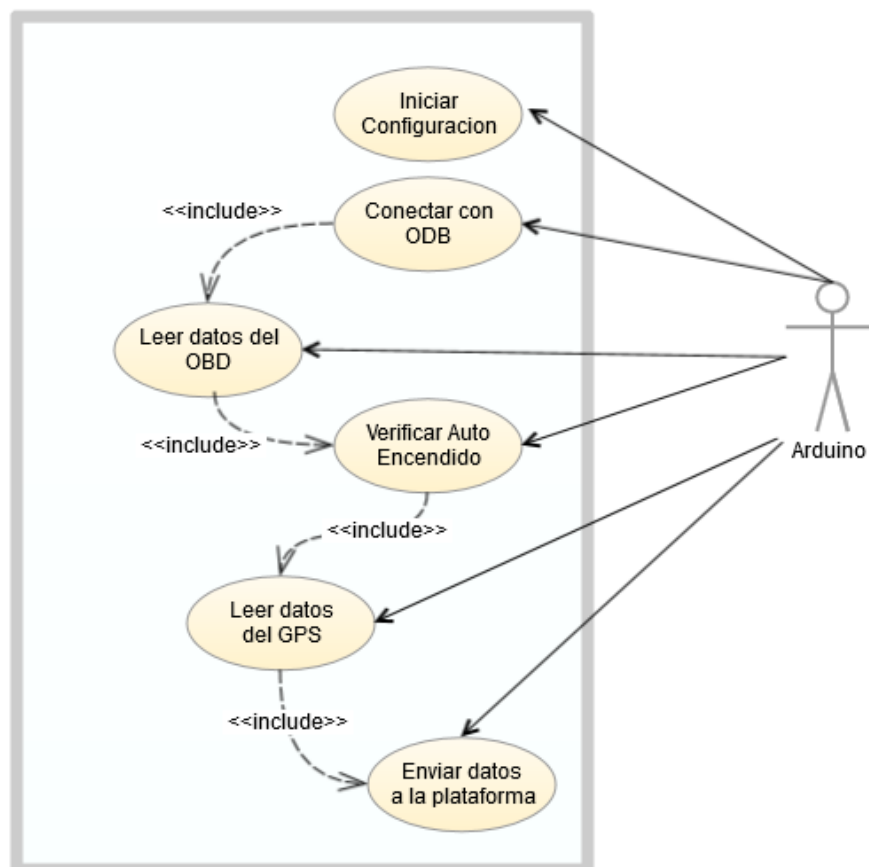 Iniciar
Configuracion
<<include>>
Conectar con
ODB
Leer datos del
OBD
<<include>>
Verificar Auto
Encendido
Arduino
<<include>>
Leer datos
del GPS
<<include>>
Enviar datos
a la plataforma